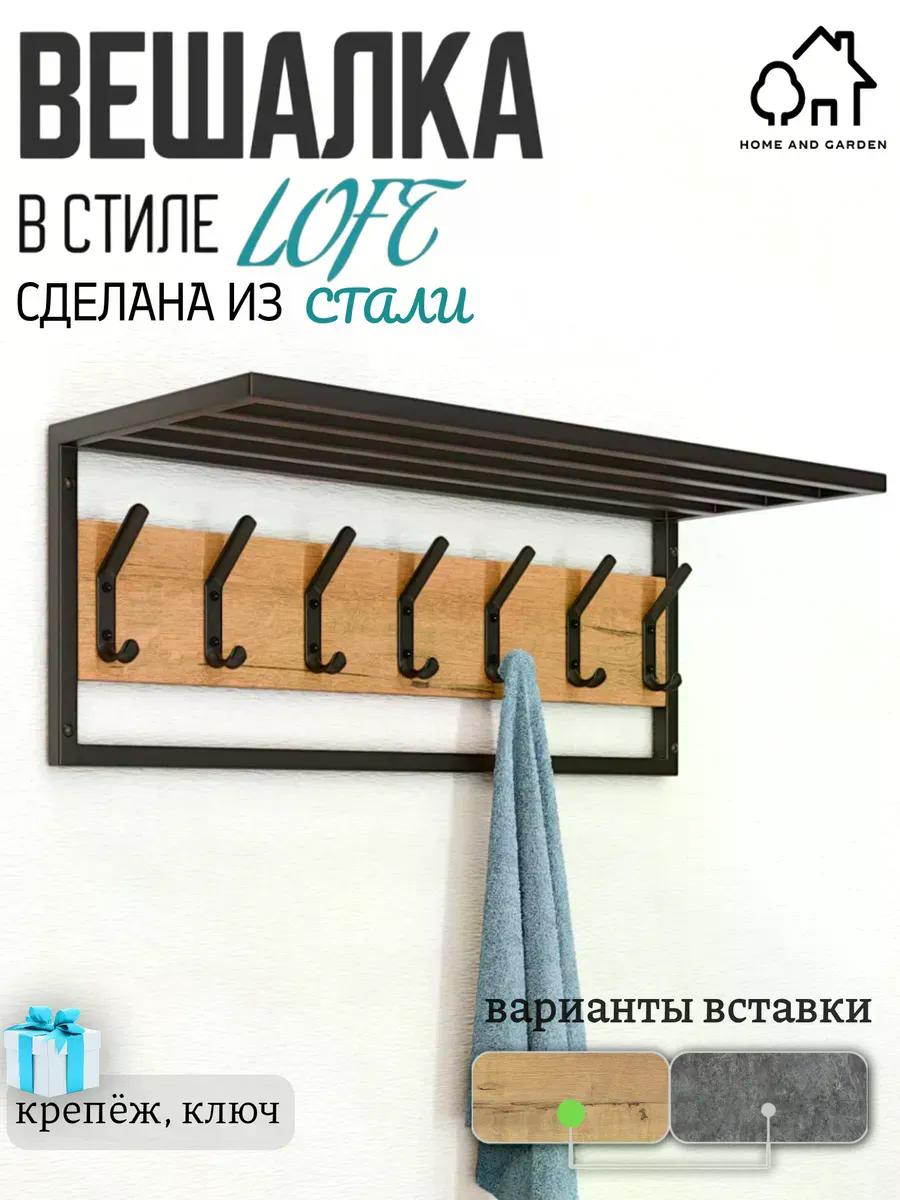 ВЕШАЛКА
HOME AND GARDEN
В СТИЛЕ LOFT
СДЕЛАНА ИЗ стали
варианты вставки
крепёж, ключ